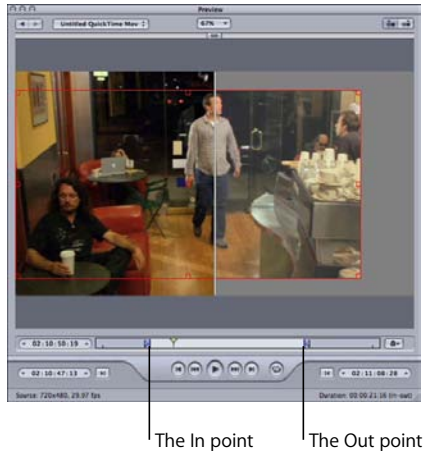 Preview
Untitled QuickTime Mov
67%
02:10:50:19
02:10:47:13
02:11:08:28
Source: 720x480, 29.97 fps
Duration: 00:00:21:16 (in-out)
The In point
The Out point